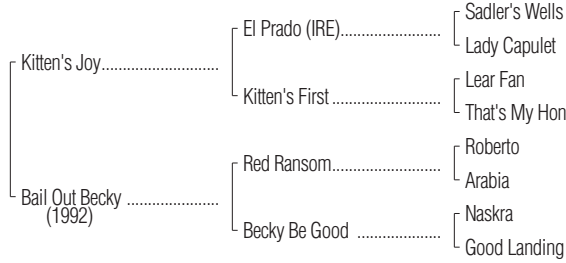 Sadler's Wells
El Prado (IRE)..........................
Lady Capulet
Kitten's Joy..............................
Lear Fan
Kitten's First ............................
That's My Hon
Roberto
Red Ransom............................
Arabia
Bail Out Becky .......................
(1992)
Naskra
Becky Be Good .....................
Good Landing